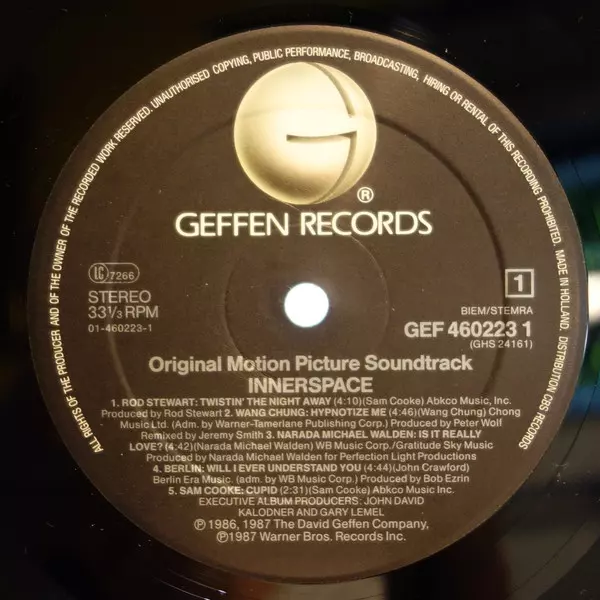 ALL RIGHTS OF THE PRODUCER AND OF THE OWNER OF THE RECORDED WORK RESERVED. UNAUTHORISED COPYING, PUBLIC PERFORMANCE, BROADCASTING, HIRING OR RENTAL OF THIS RECORDING PROHIBITED. MADE IN HOLLAND. DISTRIBUTION CBS RECORDS
G
®
GEFFEN RECORDS
LC 7266
STEREO
33⅓ RPM
01-460223-1
1
BIEM/STEMRA
GEF 460223 1
(GHS 24161)
Original Motion Picture Soundtrack
INNERSPACE
1. ROD STEWART: TWISTIN' THE NIGHT AWAY (4:10)(Sam Cooke) Abkco Music, Inc.
Produced by Rod Stewart 2. WANG CHUNG: HYPNOTIZE ME (4:46)(Wang Chung) Chong
Music Ltd. (Adm. by Warner-Tamerlane Publishing Corp.) Produced by Peter Wolf
Remixed by Jeremy Smith 3. NARADA MICHAEL WALDEN: IS IT REALLY
LOVE? (4:42)(Narada Michael Walden) WB Music Corp./Gratitude Sky Music
Produced by Narada Michael Walden for Perfection Light Productions
4. BERLIN: WILL I EVER UNDERSTAND YOU (4:44)(John Crawford)
Berlin Era Music. (adm. by WB Music Corp.) Produced by Bob Ezrin
5. SAM COOKE: CUPID (2:31)(Sam Cooke) Abkco Music Inc.
EXECUTIVE ALBUM PRODUCERS: JOHN DAVID
KALODNER AND GARY LEMEL
℗1986, 1987 The David Geffen Company,
℗1987 Warner Bros. Records Inc.